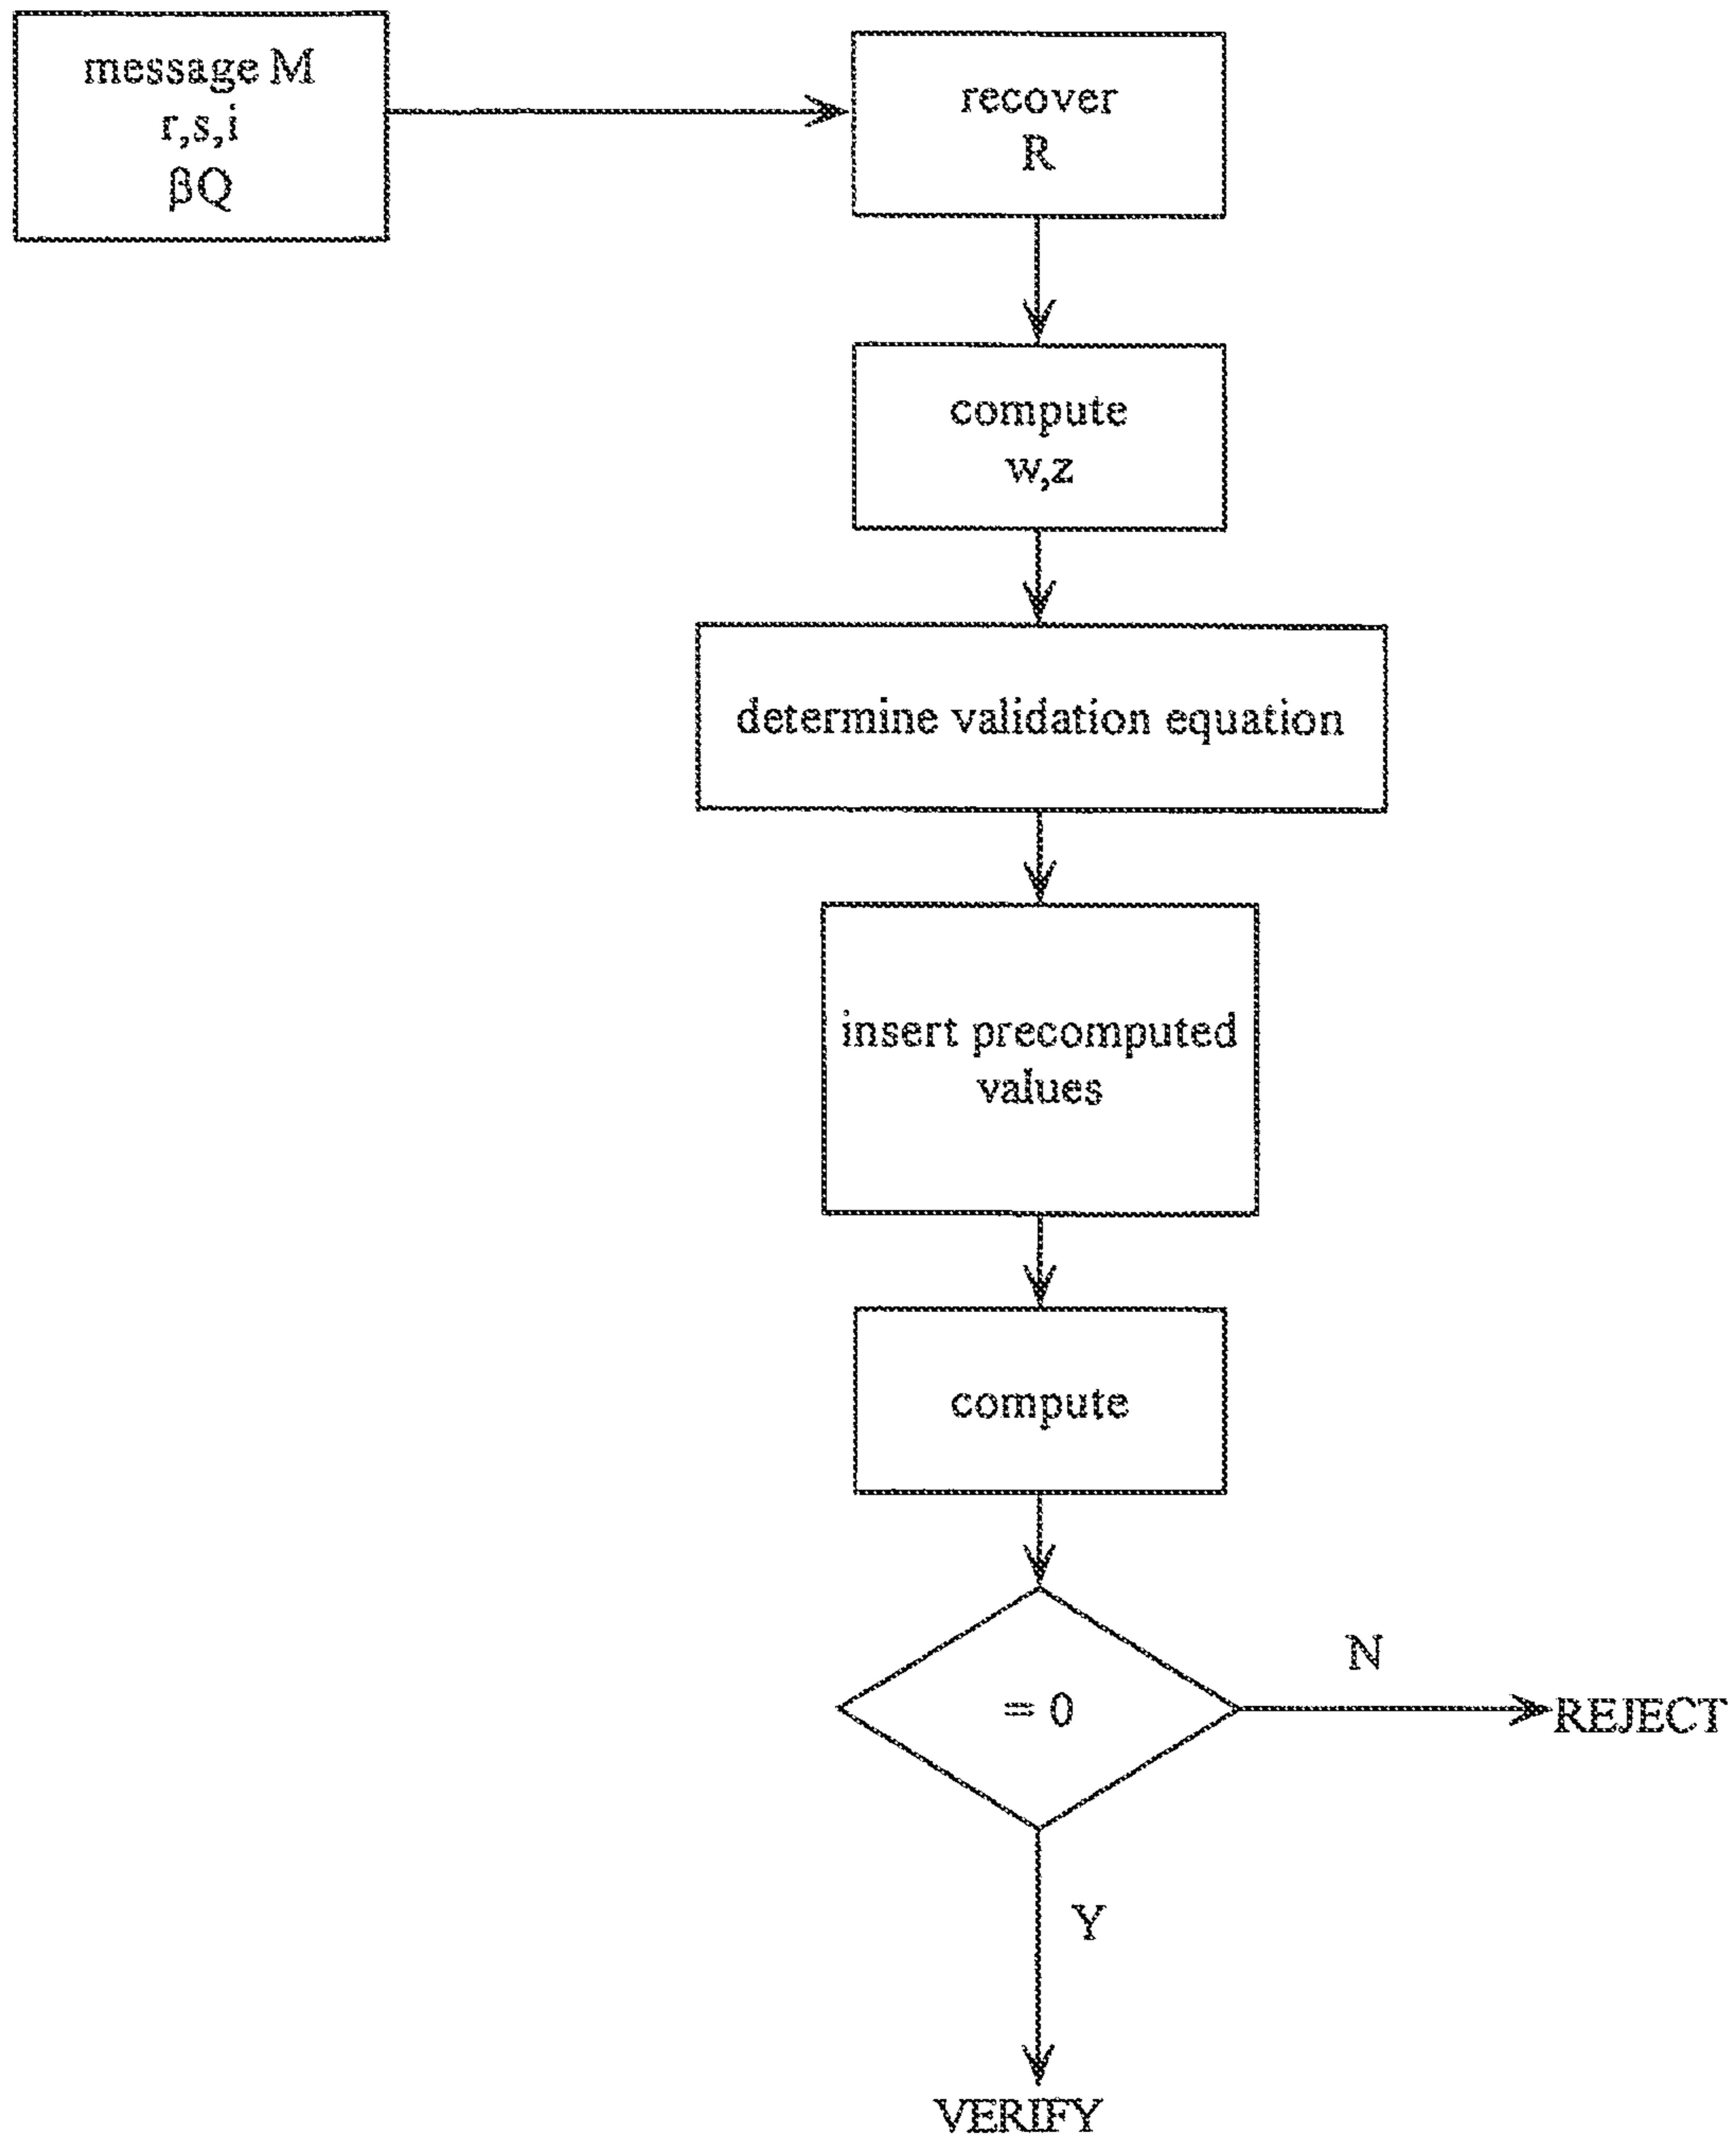 message M
r,s,i
βQ
recover
R
compute
w,z
determine validation equation
insert precomputed
values
compute
= 0
N
REJECT
Y
VERIFY